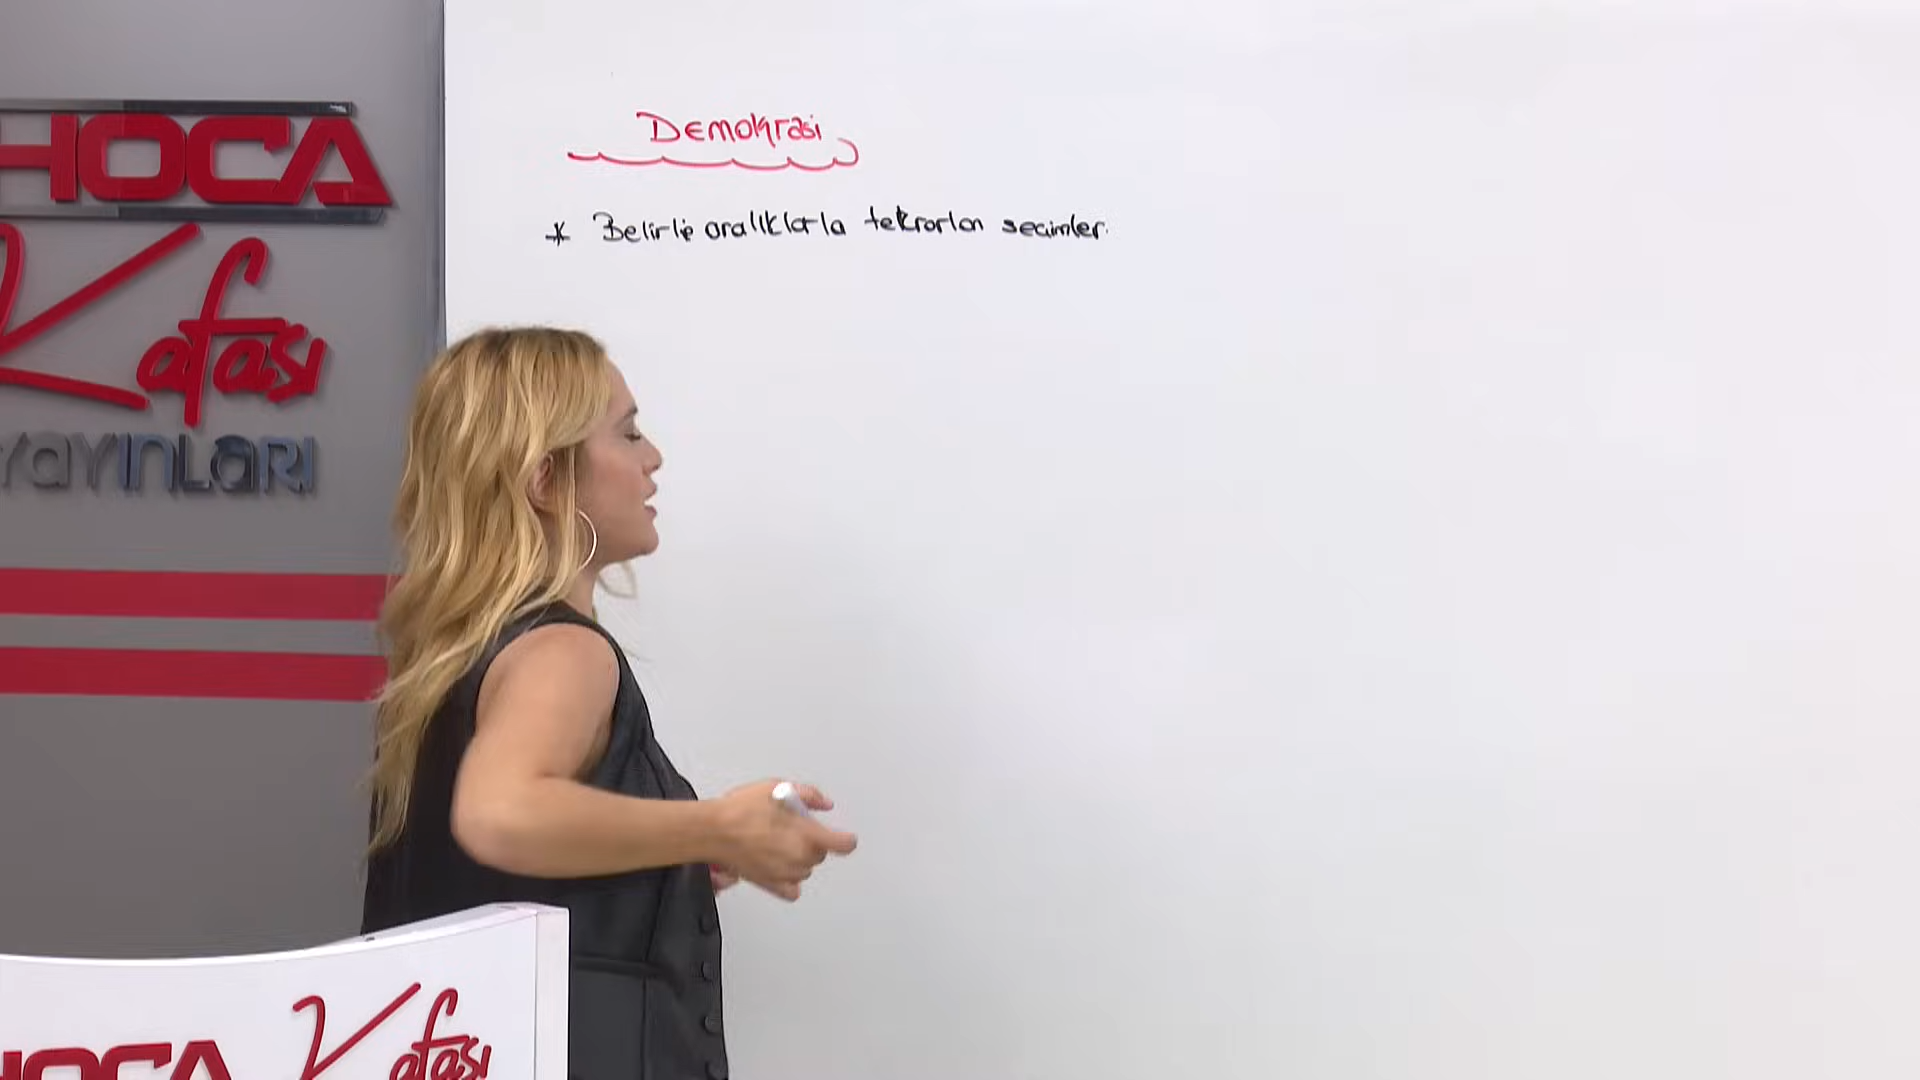 HOCA
Kafası
YAYINLARI
Demokrasi
* Belirli aralıklarla tekrarlan seçimler.
HOCA Kafası